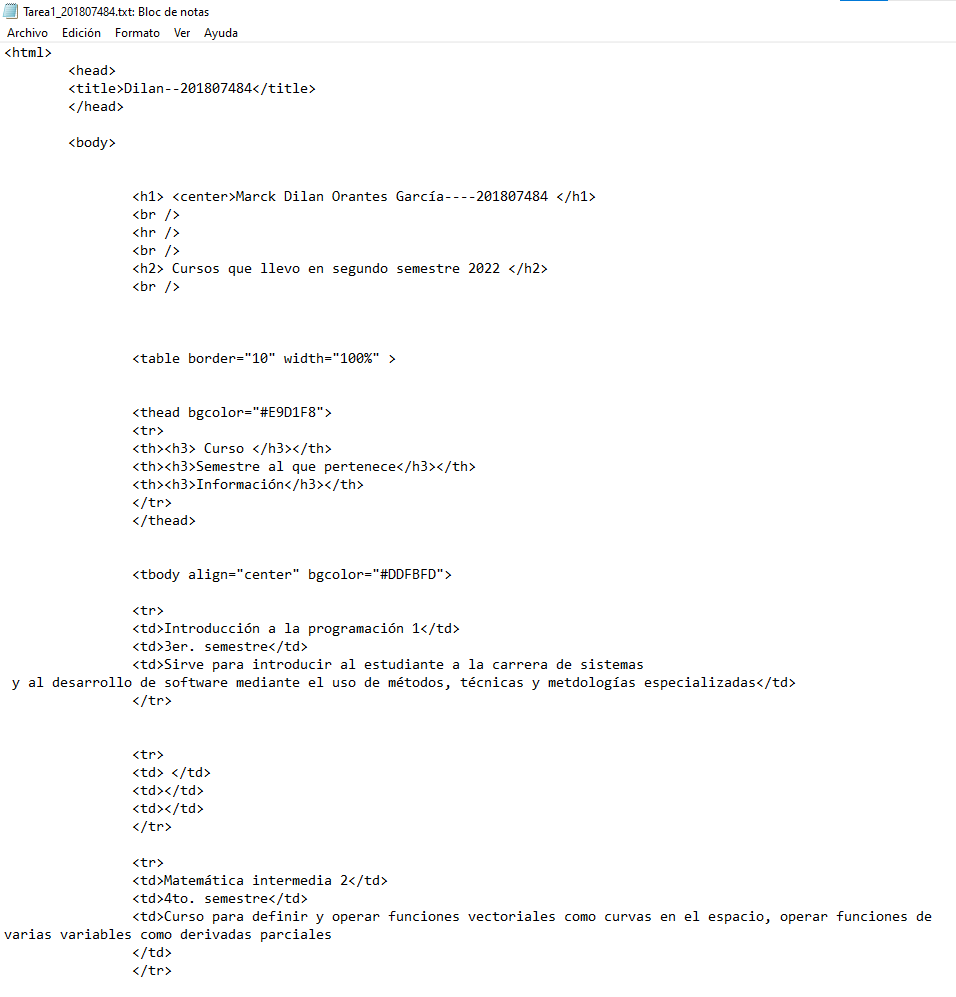 Tarea1_201807484.txt: Bloc de notas
Archivo Edición Formato Ver Ayuda
<html>
<head>
<title>Dilan--201807484</title>
</head>
<body>
<h1> <center>Marck Dilan Orantes García----201807484 </h1>
<br />
<hr />
<br />
<h2> Cursos que llevo en segundo semestre 2022 </h2>
<br />
<table border="10" width="100%" >
<thead bgcolor="#E9D1F8">
<tr>
<th><h3> Curso </h3></th>
<th><h3>Semestre al que pertenece</h3></th>
<th><h3>Información</h3></th>
</tr>
</thead>
<tbody align="center" bgcolor="#DDFBFD">
<tr>
<td>Introducción a la programación 1</td>
<td>3er. semestre</td>
<td>Sirve para introducir al estudiante a la carrera de sistemas
y al desarrollo de software mediante el uso de métodos, técnicas y metdologías especializadas</td>
</tr>
<tr>
<td> </td>
<td></td>
<td></td>
</tr>
<tr>
<td>Matemática intermedia 2</td>
<td>4to. semestre</td>
<td>Curso para definir y operar funciones vectoriales como curvas en el espacio, operar funciones de
varias variables como derivadas parciales
</td>
</tr>